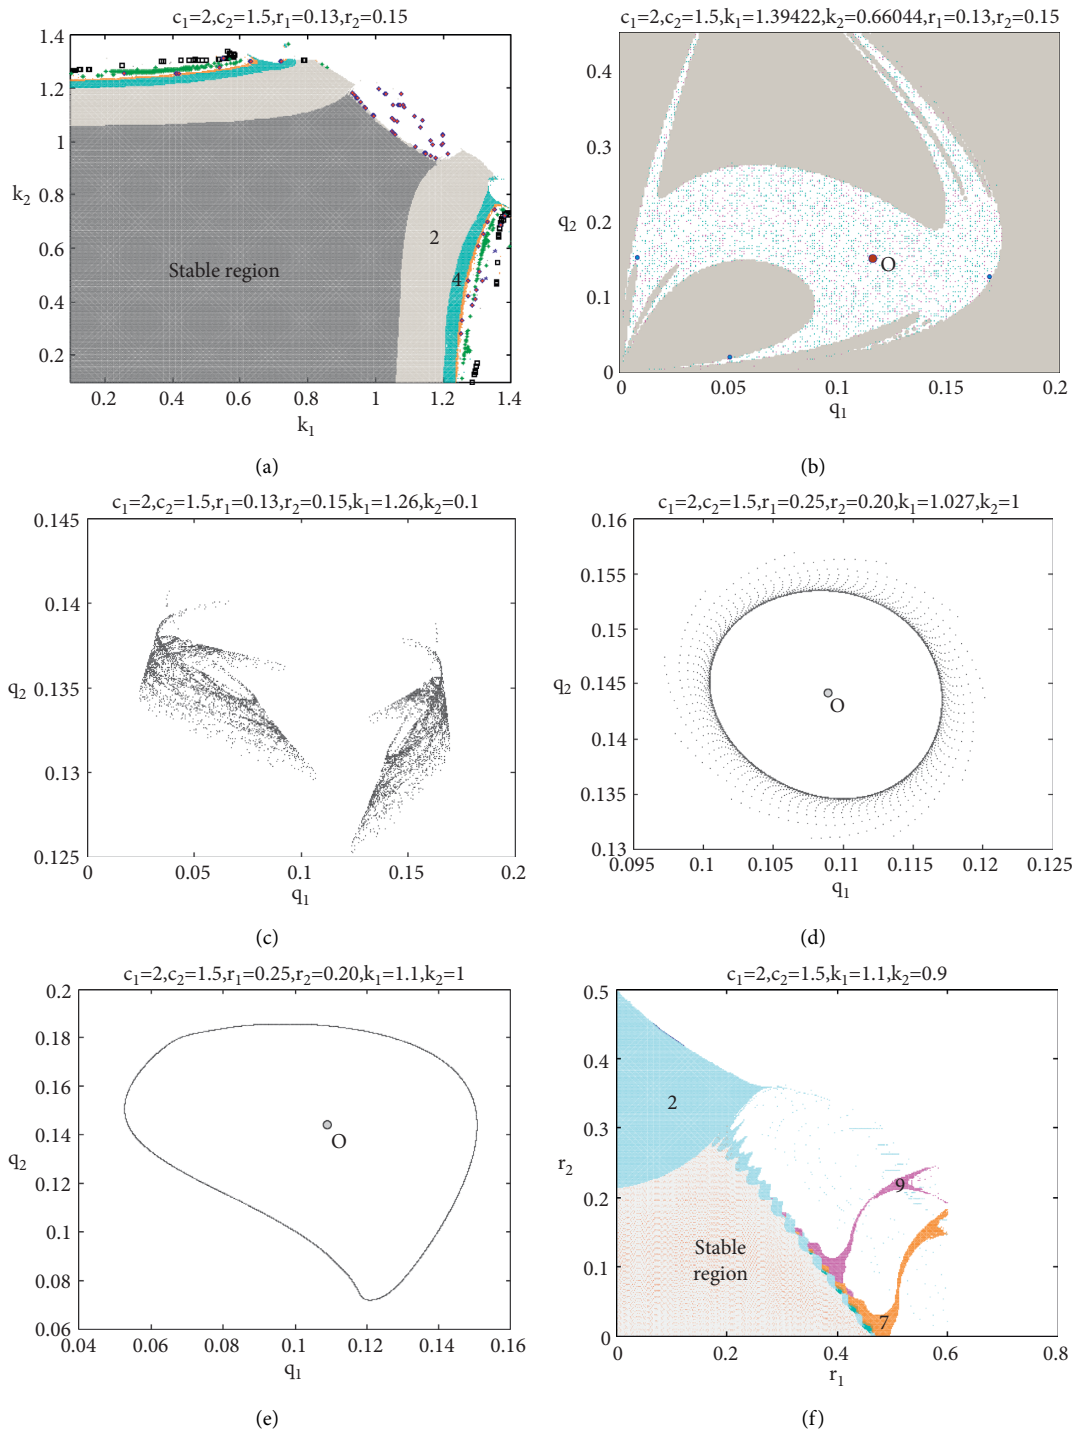 c1=2,c2=1.5,r1=0.13,r2=0.15
1.4
1.2
1
k2 0.8
0.6
0.4
0.2
2
4
Stable region
0.2 0.4 0.6 0.8 1 1.2 1.4
k1
(a)
c1=2,c2=1.5,k1=1.39422,k2=0.66044,r1=0.13,r2=0.15
0.4
0.3
q2 0.2
0.1
0
O
0 0.05 0.1 0.15 0.2
q1
(b)
c1=2,c2=1.5,r1=0.13,r2=0.15,k1=1.26,k2=0.1
0.145
0.14
q2 0.135
0.13
0.125
0 0.05 0.1 0.15 0.2
q1
(c)
c1=2,c2=1.5,r1=0.25,r2=0.20,k1=1.027,k2=1
0.16
0.155
0.15
q2 0.145
0.14
0.135
0.13
O
0.095 0.1 0.105 0.11 0.115 0.12 0.125
q1
(d)
c1=2,c2=1.5,r1=0.25,r2=0.20,k1=1.1,k2=1
0.2
0.18
0.16
0.14
q2
0.12
0.1
0.08
0.06
O
0.04 0.06 0.08 0.1 0.12 0.14 0.16
q1
(e)
c1=2,c2=1.5,k1=1.1,k2=0.9
0.5
0.4
0.3
r2
0.2
0.1
0
2
9
Stable
region
7
0 0.2 0.4 0.6 0.8
r1
(f)